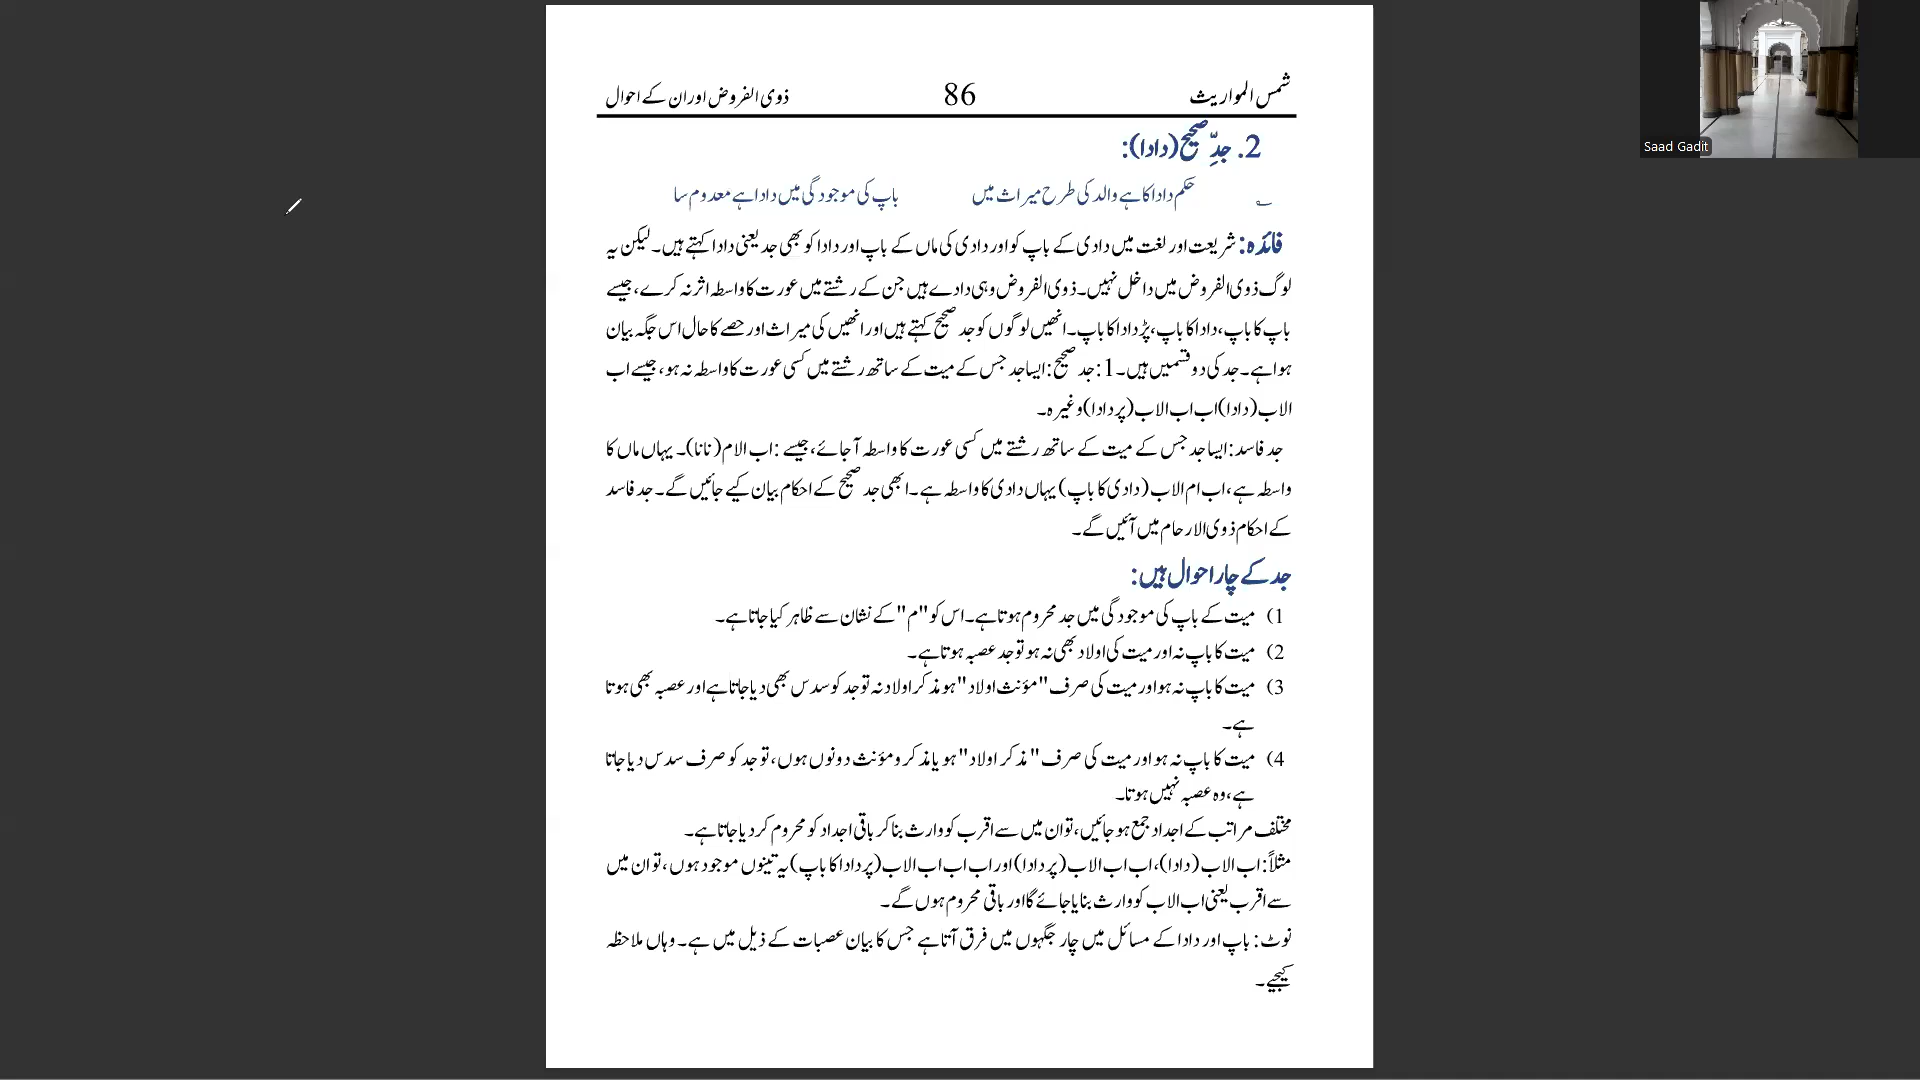 شمس المواریث 86 ذوی الفروض اور ان کے احوال
2. جدِّ صحیح (دادا):
؎ حکم دادا کا ہے والد کی طرح میراث میں باپ کی موجودگی میں دادا ہے معدوم سا
فائدہ: شریعت اور لغت میں دادی کے باپ کو اور دادی کی ماں کے باپ اور دادا کو بھی جد یعنی دادا کہتے ہیں۔ لیکن یہ
لوگ ذوی الفروض میں داخل نہیں۔ ذوی الفروض وہی دادے ہیں جن کے رشتے میں عورت کا واسطہ اثر نہ کرے، جیسے
باپ کا باپ، دادا کا باپ، پڑدادا کا باپ۔ انھیں لوگوں کو جد صحیح کہتے ہیں اور انھیں کی میراث اور حصے کا حال اس جگہ بیان
ہوا ہے۔ جد کی دو قسمیں ہیں۔ 1: جد صحیح: ایسا جد جس کے میت کے ساتھ رشتے میں کسی عورت کا واسطہ نہ ہو، جیسے اب
الاب (دادا) اب اب الاب (پردادا) وغیرہ۔
جد فاسد: ایسا جد جس کے میت کے ساتھ رشتے میں کسی عورت کا واسطہ آجائے، جیسے: اب الام (نانا)۔ یہاں ماں کا
واسطہ ہے، اب ام الاب (دادی کا باپ) یہاں دادی کا واسطہ ہے۔ ابھی جد صحیح کے احکام بیان کیے جائیں گے۔ جد فاسد
کے احکام ذوی الارحام میں آئیں گے۔
جد کے چار احوال ہیں:
1) میت کے باپ کی موجودگی میں جد محروم ہوتا ہے۔ اس کو "م" کے نشان سے ظاہر کیا جاتا ہے۔
2) میت کا باپ نہ اور میت کی اولاد بھی نہ ہو تو جد عصبہ ہوتا ہے۔
3) میت کا باپ نہ ہو اور میت کی صرف "مؤنث اولاد" ہو مذکر اولاد نہ تو جد کو سدس بھی دیا جاتا ہے اور عصبہ بھی ہوتا
ہے۔
4) میت کا باپ نہ ہو اور میت کی صرف "مذکر اولاد" ہو یا مذکر و مؤنث دونوں ہوں، تو جد کو صرف سدس دیا جاتا
ہے، وہ عصبہ نہیں ہوتا۔
مختلف مراتب کے اجداد جمع ہو جائیں، تو ان میں سے اقرب کو وارث بنا کر باقی اجداد کو محروم کر دیا جاتا ہے۔
مثلاً: اب الاب (دادا)، اب اب الاب (پردادا) اور اب اب اب الاب (پردادا کا باپ) یہ تینوں موجود ہوں، تو ان میں
سے اقرب یعنی اب الاب کو وارث بنایا جائے گا اور باقی محروم ہوں گے۔
نوٹ: باپ اور دادا کے مسائل میں چار جگہوں میں فرق آتا ہے جس کا بیان عصبات کے ذیل میں ہے۔ وہاں ملاحظہ
کیجیے۔
Saad Gadit